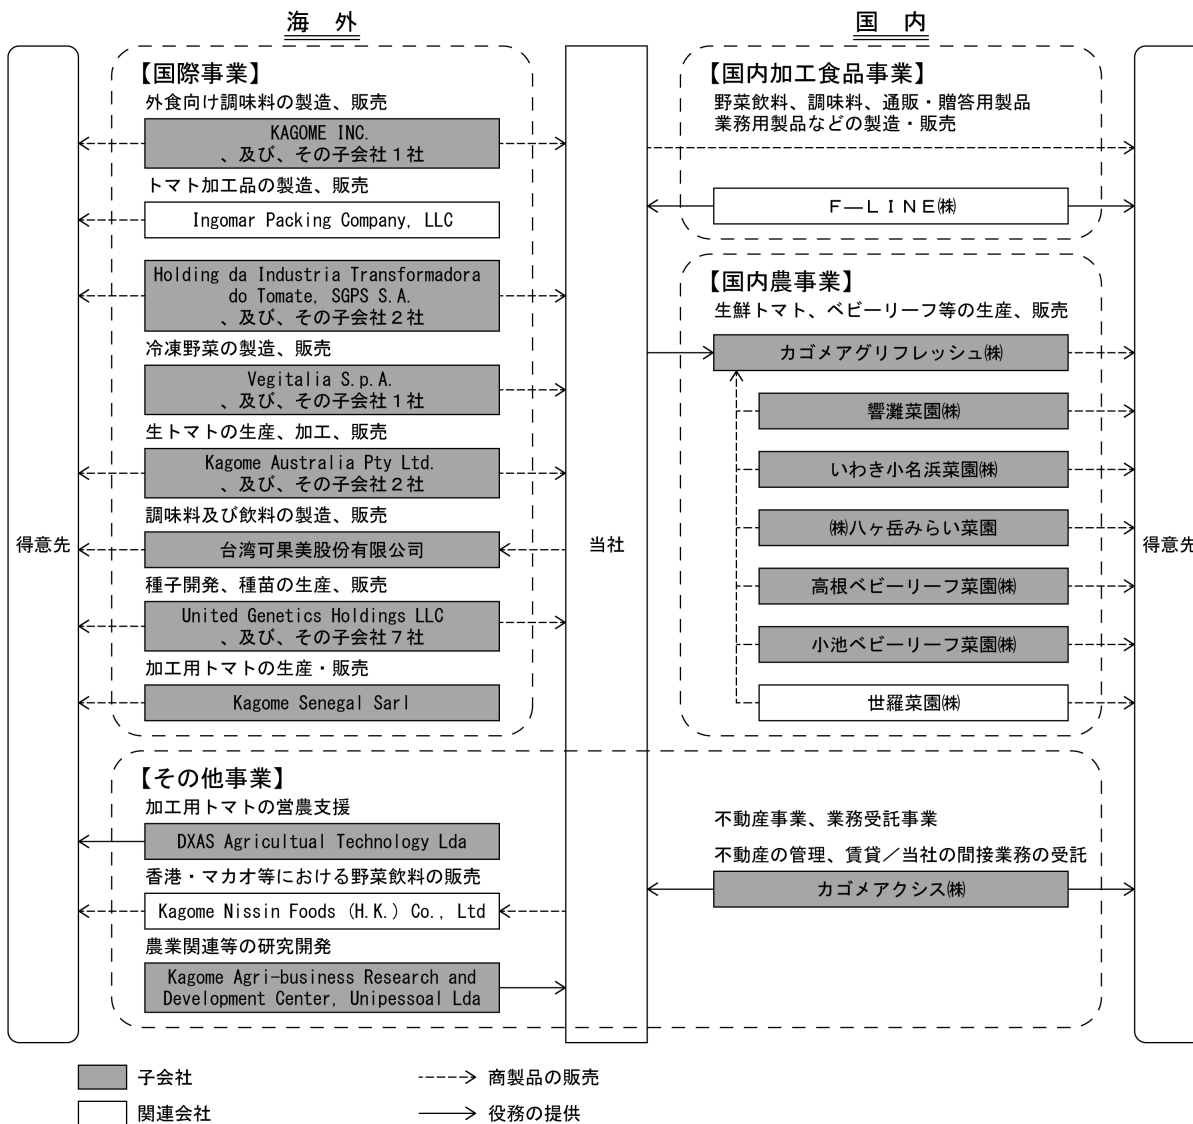 海　外
国　内
得意先
【国際事業】
外食向け調味料の製造、販売
KAGOME INC.
、及び、その子会社１社
トマト加工品の製造、販売
Ingomar Packing Company, LLC
Holding da Industria Transformadora
do Tomate, SGPS S.A.
、及び、その子会社２社
冷凍野菜の製造、販売
Vegitalia S.p.A.
、及び、その子会社１社
生トマトの生産、加工、販売
Kagome Australia Pty Ltd.
、及び、その子会社２社
調味料及び飲料の製造、販売
台湾可果美股份有限公司
種子開発、種苗の生産、販売
United Genetics Holdings LLC
、及び、その子会社７社
加工用トマトの生産・販売
Kagome Senegal Sarl
当社
【国内加工食品事業】
野菜飲料、調味料、通販・贈答用製品
業務用製品などの製造・販売
Ｆ―ＬＩＮＥ㈱
【国内農事業】
生鮮トマト、ベビーリーフ等の生産、販売
カゴメアグリフレッシュ㈱
響灘菜園㈱
いわき小名浜菜園㈱
㈱八ヶ岳みらい菜園
高根ベビーリーフ菜園㈱
小池ベビーリーフ菜園㈱
世羅菜園㈱
得意先
【その他事業】
加工用トマトの営農支援
DXAS Agricultual Technology Lda
香港・マカオ等における野菜飲料の販売
Kagome Nissin Foods (H.K.) Co., Ltd
農業関連等の研究開発
Kagome Agri-business Research and
Development Center, Unipessoal Lda
不動産事業、業務受託事業
不動産の管理、賃貸／当社の間接業務の受託
カゴメアクシス㈱
子会社
商製品の販売
関連会社
役務の提供